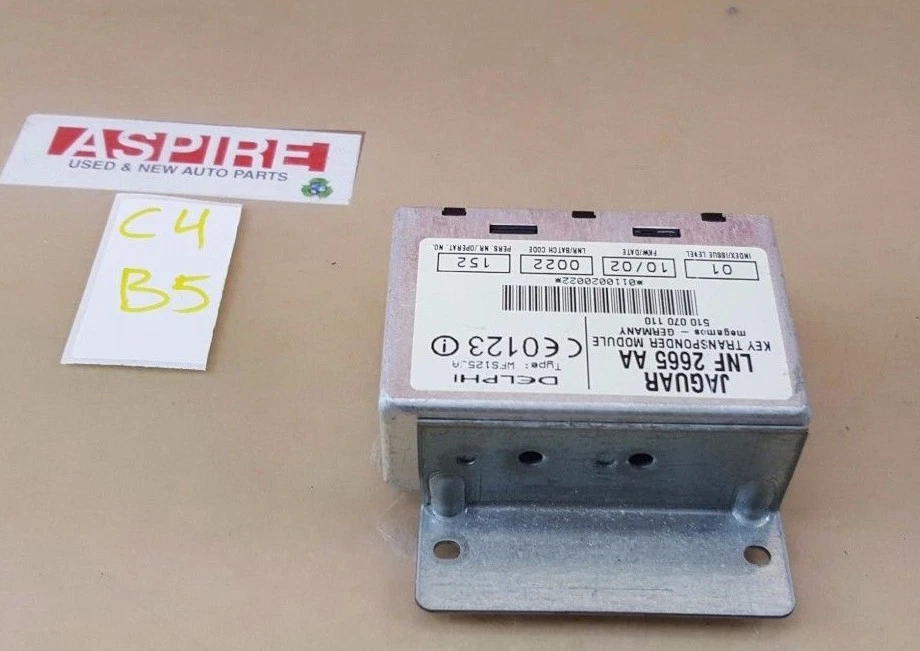 ASPIRE
USED & NEW AUTO PARTS
C4
B5
JAGUAR
LNF 2665 AA
KEY TRANSPONDER MODULE
megamos - GERMANY
510 070 110
DELPHI
Type: WFS125JA
CE0123
*01100200022*
01
10/02
0022
152
INDEX/ISSUE LEVEL
FKW/DATE
LNR/BATCH CODE
PERS. NR./OPERAT. NO.